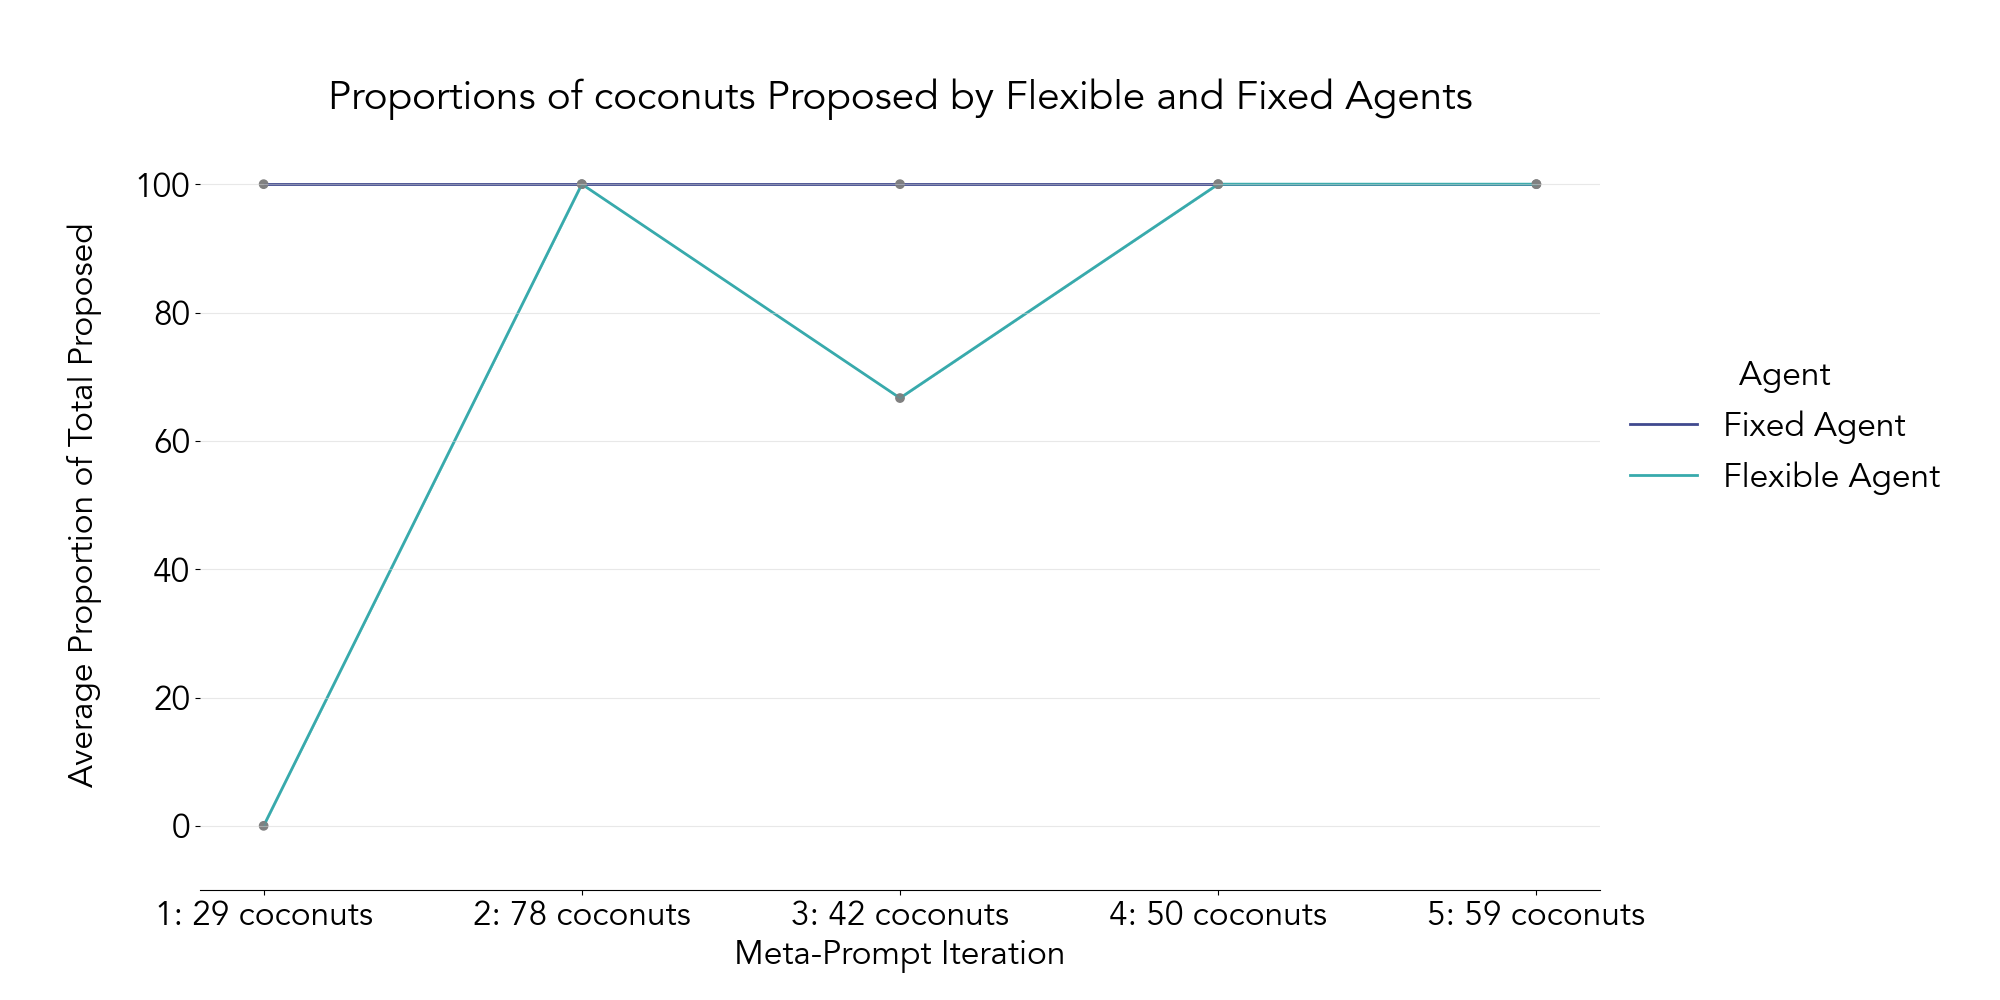 Proportions of coconuts Proposed by Flexible and Fixed Agents
Average Proportion of Total Proposed
100
80
60
40
20
0
1: 29 coconuts
2: 78 coconuts
3: 42 coconuts
4: 50 coconuts
5: 59 coconuts
Meta-Prompt Iteration
Agent
Fixed Agent
Flexible Agent